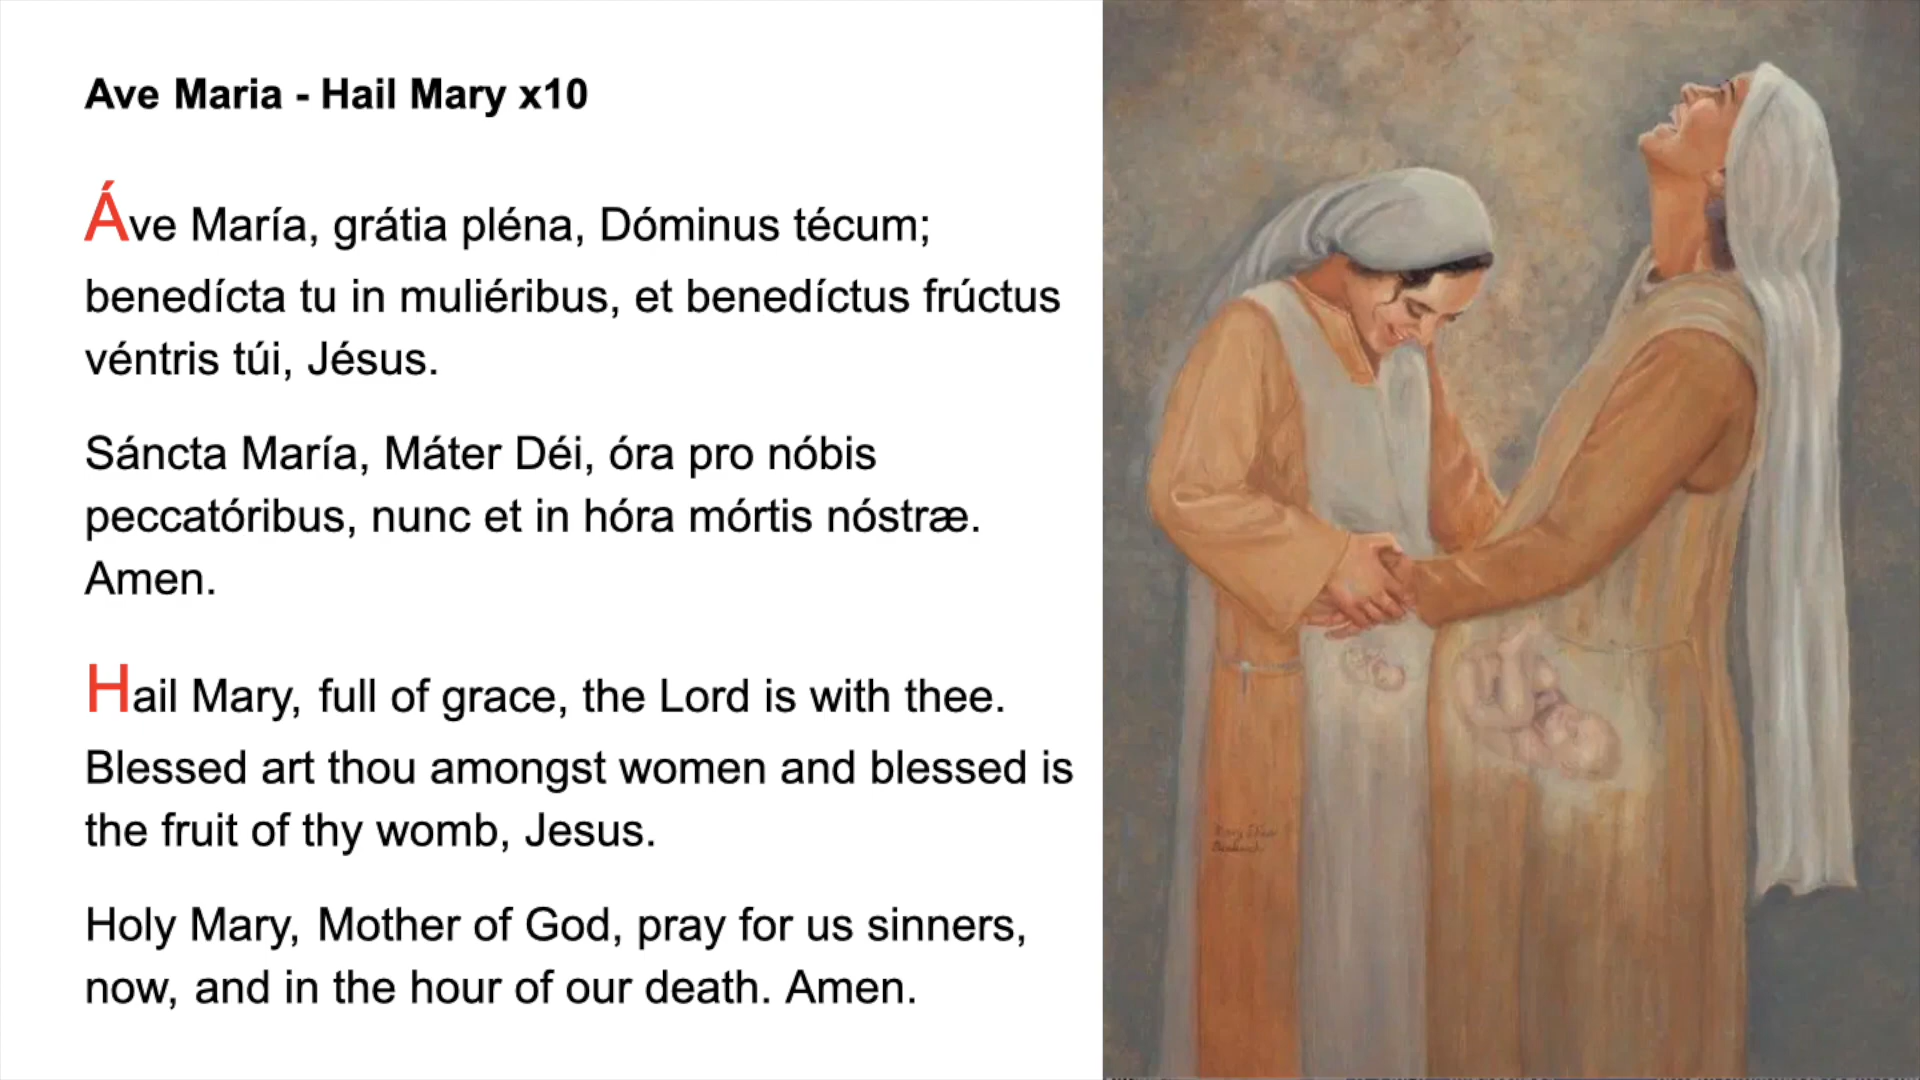 Ave Maria - Hail Mary x10
Áve María, grátia pléna, Dóminus técum;
benedícta tu in muliéribus, et benedíctus frúctus
véntris túi, Jésus.
Sáncta María, Máter Déi, óra pro nóbis
peccatóribus, nunc et in hóra mórtis nóstræ.
Amen.
Hail Mary, full of grace, the Lord is with thee.
Blessed art thou amongst women and blessed is
the fruit of thy womb, Jesus.
Holy Mary, Mother of God, pray for us sinners,
now, and in the hour of our death. Amen.